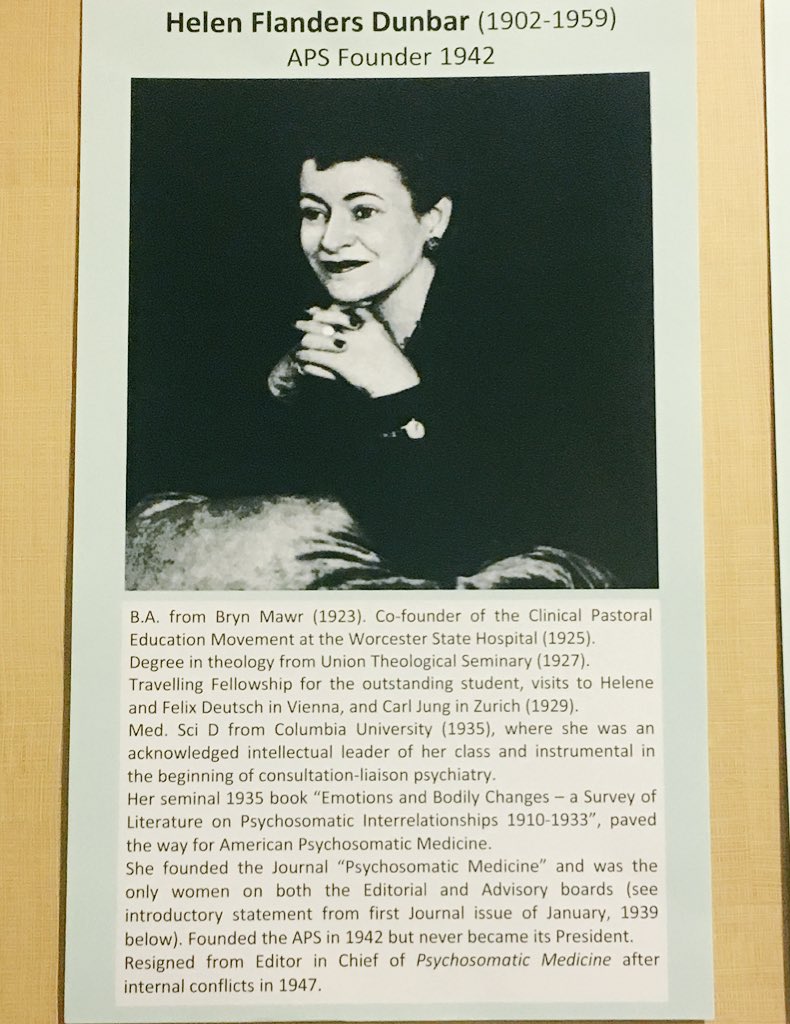 Helen Flanders Dunbar (1902-1959)
APS Founder 1942
B.A. from Bryn Mawr (1923). Co-founder of the Clinical Pastoral
Education Movement at the Worcester State Hospital (1925).
Degree in theology from Union Theological Seminary (1927).
Travelling Fellowship for the outstanding student, visits to Helene
and Felix Deutsch in Vienna, and Carl Jung in Zurich (1929).
Med. Sci D from Columbia University (1935), where she was an
acknowledged intellectual leader of her class and instrumental in
the beginning of consultation-liaison psychiatry.
Her seminal 1935 book “Emotions and Bodily Changes – a Survey of
Literature on Psychosomatic Interrelationships 1910-1933”, paved
the way for American Psychosomatic Medicine.
She founded the Journal “Psychosomatic Medicine” and was the
only women on both the Editorial and Advisory boards (see
introductory statement from first Journal issue of January, 1939
below). Founded the APS in 1942 but never became its President.
Resigned from Editor in Chief of Psychosomatic Medicine after
internal conflicts in 1947.